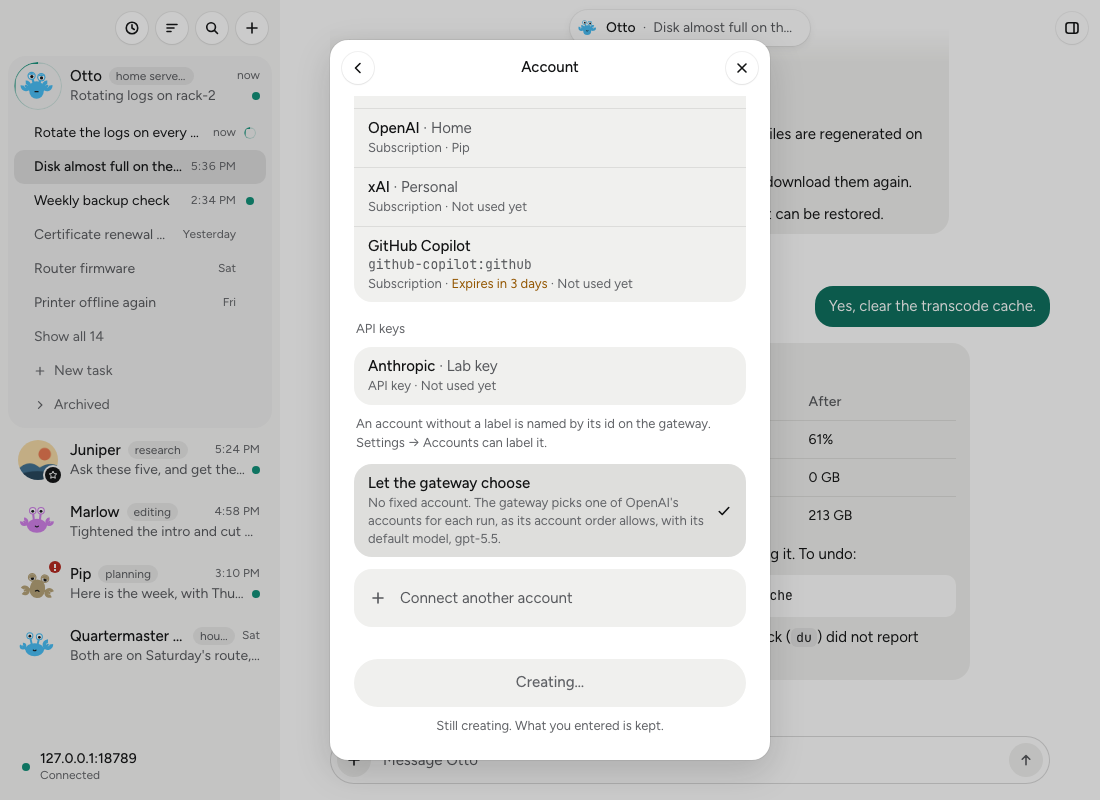 Otto · Disk almost full on th…
Otto home serve… now
Rotating logs on rack-2
Rotate the logs on every … now
Disk almost full on the… 5:36 PM
Weekly backup check 2:34 PM
Certificate renewal … Yesterday
Router firmware Sat
Printer offline again Fri
Show all 14
New task
Archived
Juniper research 5:24 PM
Ask these five, and get the…
Marlow editing 4:58 PM
Tightened the intro and cut …
Pip planning 3:10 PM
Here is the week, with Thu…
Quartermaster … hou… Sat
Both are on Saturday's route,…
127.0.0.1:18789
Connected
Account
OpenAI · Home
Subscription · Pip
xAI · Personal
Subscription · Not used yet
GitHub Copilot
github-copilot:github
Subscription · Expires in 3 days · Not used yet
API keys
Anthropic · Lab key
API key · Not used yet
An account without a label is named by its id on the gateway.
Settings → Accounts can label it.
Let the gateway choose
No fixed account. The gateway picks one of OpenAI's
accounts for each run, as its account order allows, with its
default model, gpt-5.5.
Connect another account
Creating…
Still creating. What you entered is kept.
are regenerated on
download them again.
can be restored.
Yes, clear the transcode cache.
After
61%
0 GB
213 GB
it. To undo:
(du) did not report
Message Otto